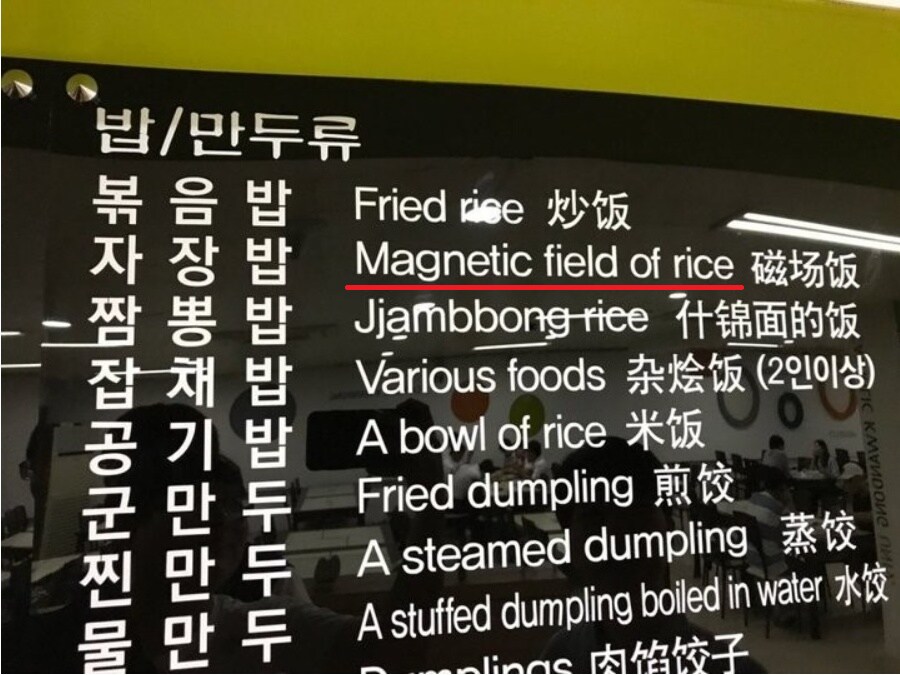 밥/만두류
볶음밥 Fried rice 炒饭
자장밥 Magnetic field of rice 磁场饭
짬뽕밥 Jjambbong rice 什锦面的饭
잡채밥 Various foods 杂烩饭 (2인이상)
공기밥 A bowl of rice 米饭
군만두 Fried dumpling 煎饺
찐만두 A steamed dumpling 蒸饺
물만두 A stuffed dumpling boiled in water 水饺
Dumplings 肉馅饺子